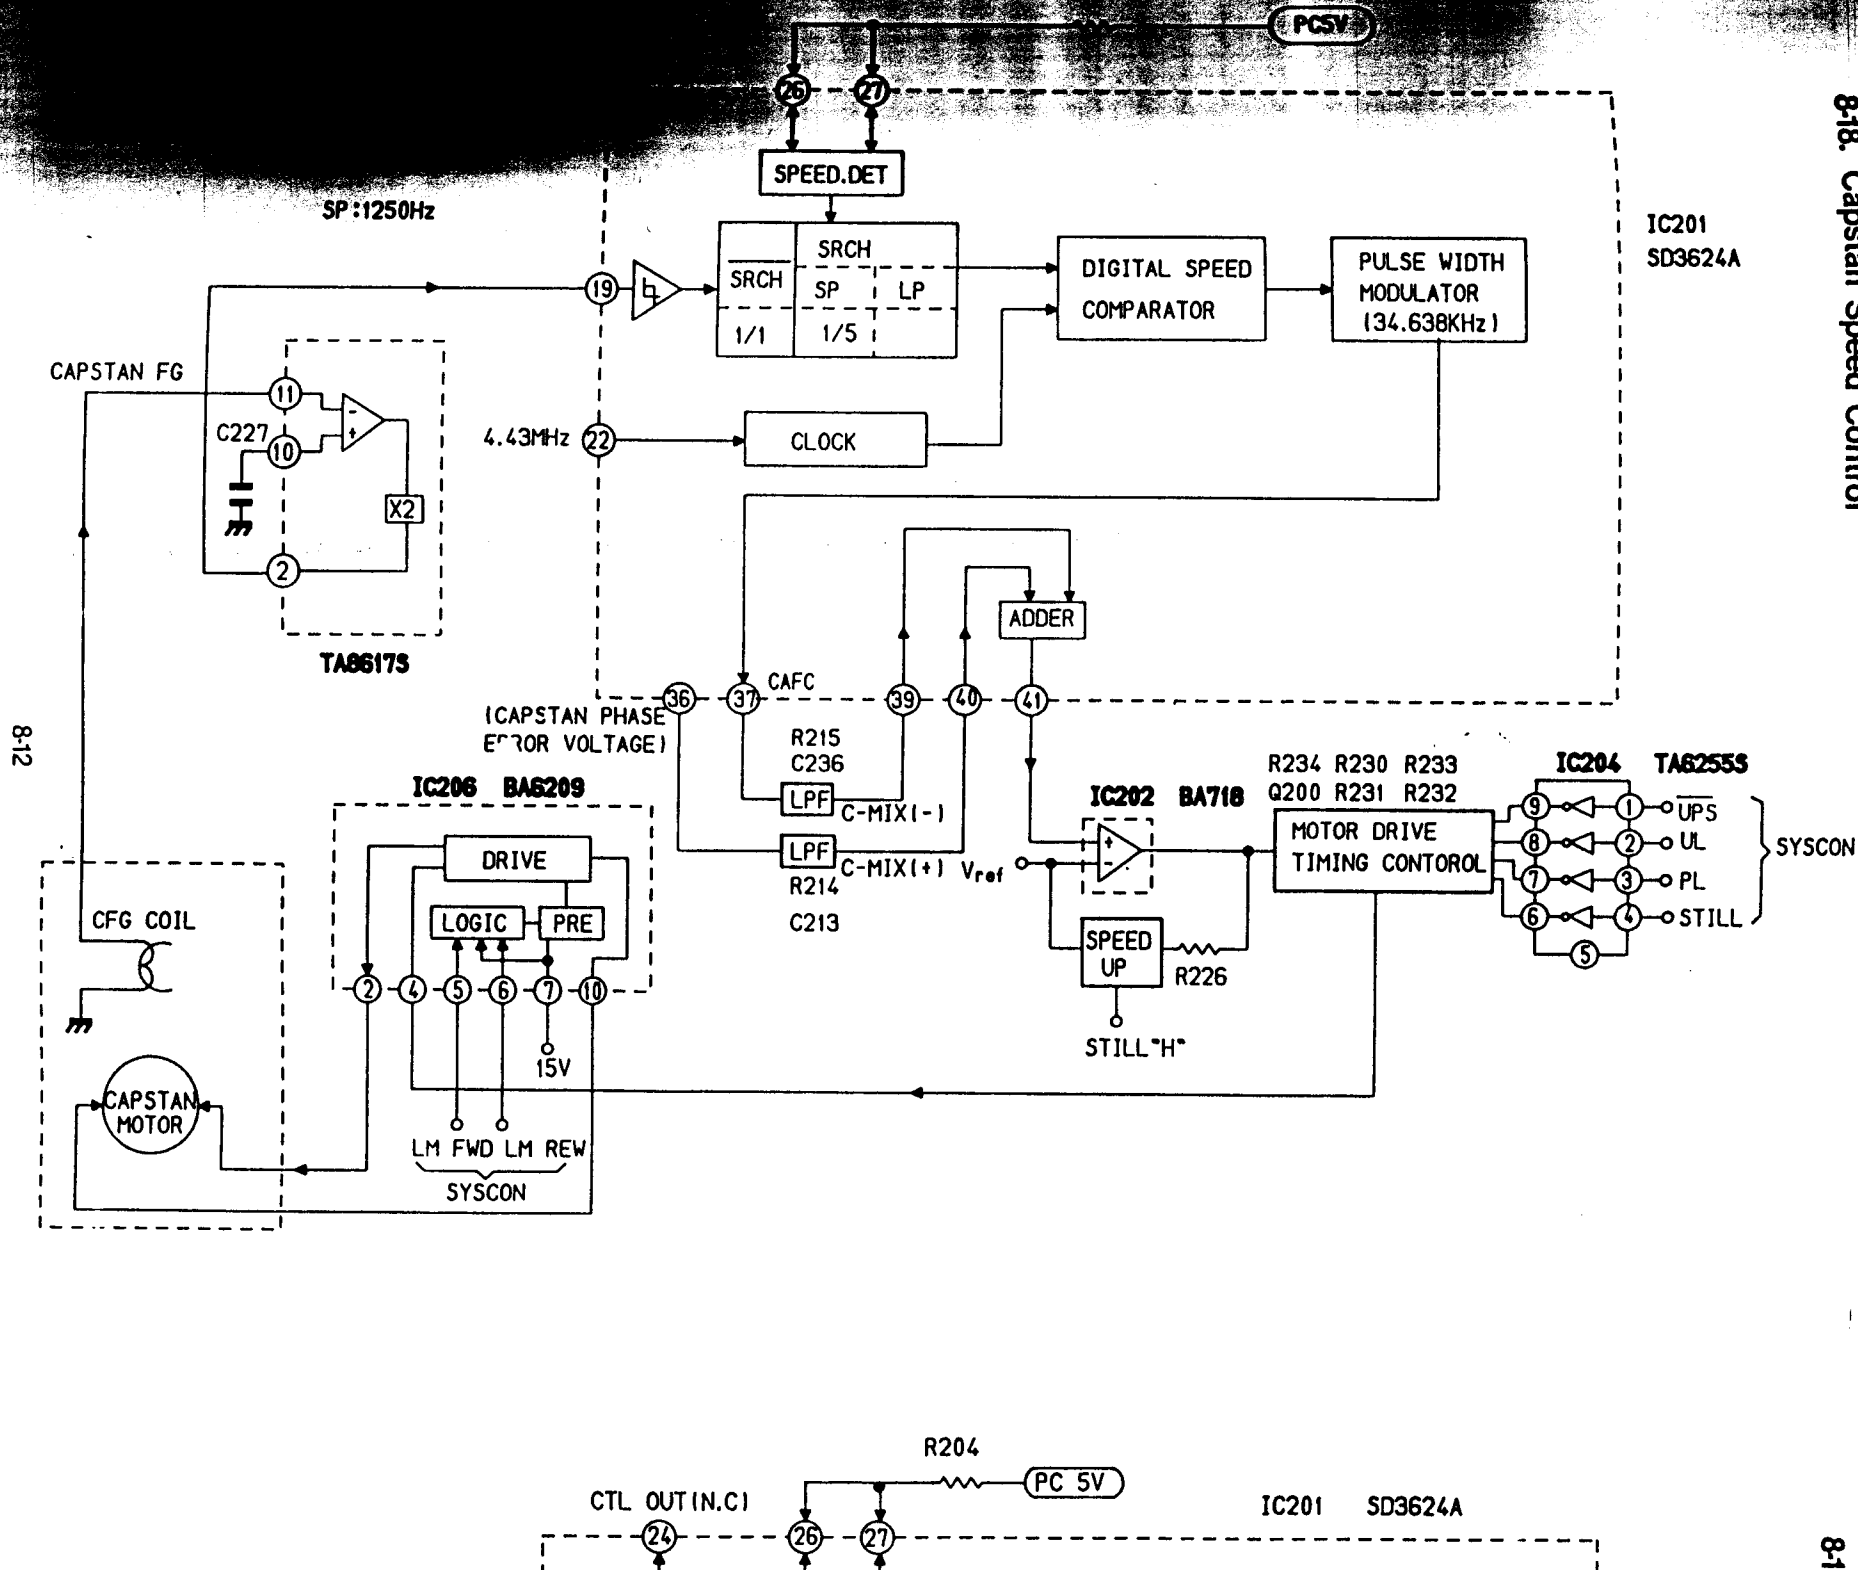 PC5V
26 27
SPEED.DET
SP:1250Hz
IC201
SD3624A
8-18. Capstan Speed Control
SRCH
SRCH
SP LP
1/1 1/5
DIGITAL SPEED
COMPARATOR
PULSE WIDTH
MODULATOR
(34.638KHz)
19
CAPSTAN FG
11
-
+
C227
10
X2
2
TA8617S
4.43MHz 22
CLOCK
ADDER
36 37 CAFC 39 40 41
(CAPSTAN PHASE
ERROR VOLTAGE)
R215
C236
LPF C-MIX(-)
LPF C-MIX(+)
R214
C213
8-12
IC206 BA6209
DRIVE
LOGIC PRE
2 4 5 6 7 10
15V
LM FWD LM REW
SYSCON
CFG COIL
CAPSTAN
MOTOR
IC202 BA718
+
-
Vref
SPEED
UP
R226
STILL"H"
R234 R230 R233
Q200 R231 R232
MOTOR DRIVE
TIMING CONTOROL
IC204 TA6255S
9 1 UPS
8 2 UL
7 3 PL
6 4 STILL
5
SYSCON
R204
PC 5V
CTL OUT(N.C)
24 26 27
IC201 SD3624A
8-1